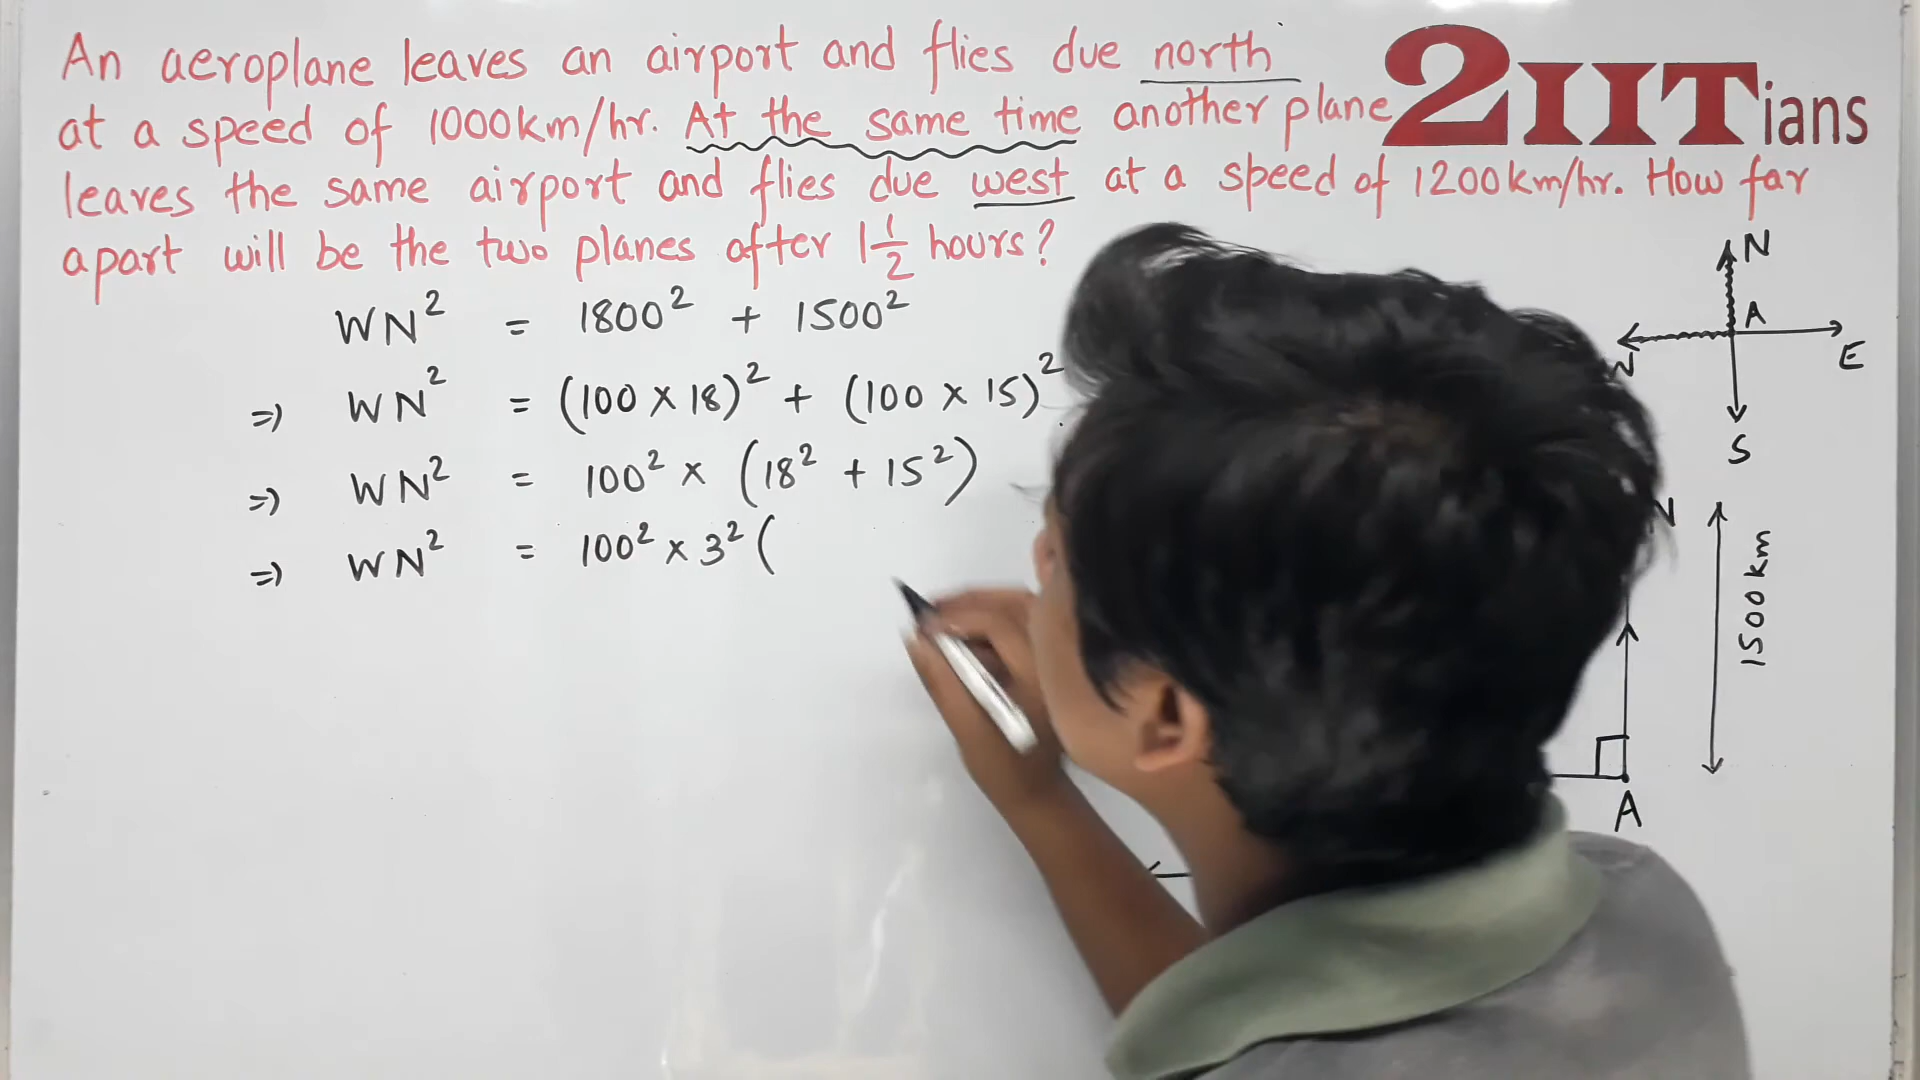 An aeroplane leaves an airport and flies due north
at a speed of 1000km/hr. At the same time another plane
leaves the same airport and flies due west at a speed of 1200km/hr. How far
apart will be the two planes after 1 1/2 hours?
2IITians
WN² = 1800² + 1500²
=) WN² = (100 × 18)² + (100 × 15)²
=) WN² = 100² × (18² + 15²)
=) WN² = 100² × 3² (
N
A
W
E
S
N
1500km
A